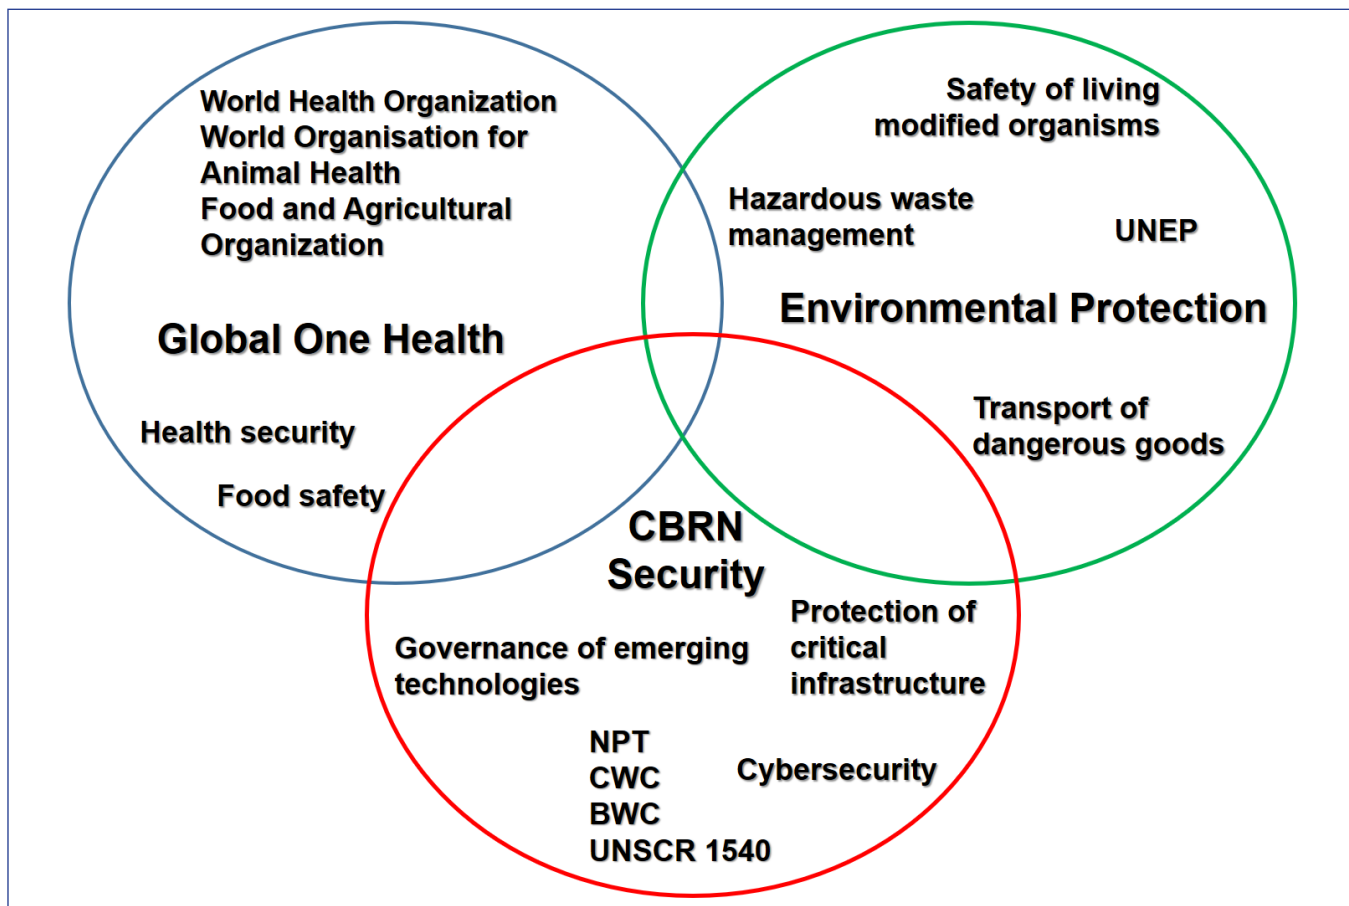 World Health Organization
World Organisation for
Animal Health
Food and Agricultural
Organization
Global One Health
Health security
Food safety
Safety of living
modified organisms
Hazardous waste
management
UNEP
Environmental Protection
Transport of
dangerous goods
CBRN
Security
Governance of emerging
technologies
Protection of
critical
infrastructure
NPT
CWC
BWC
UNSCR 1540
Cybersecurity